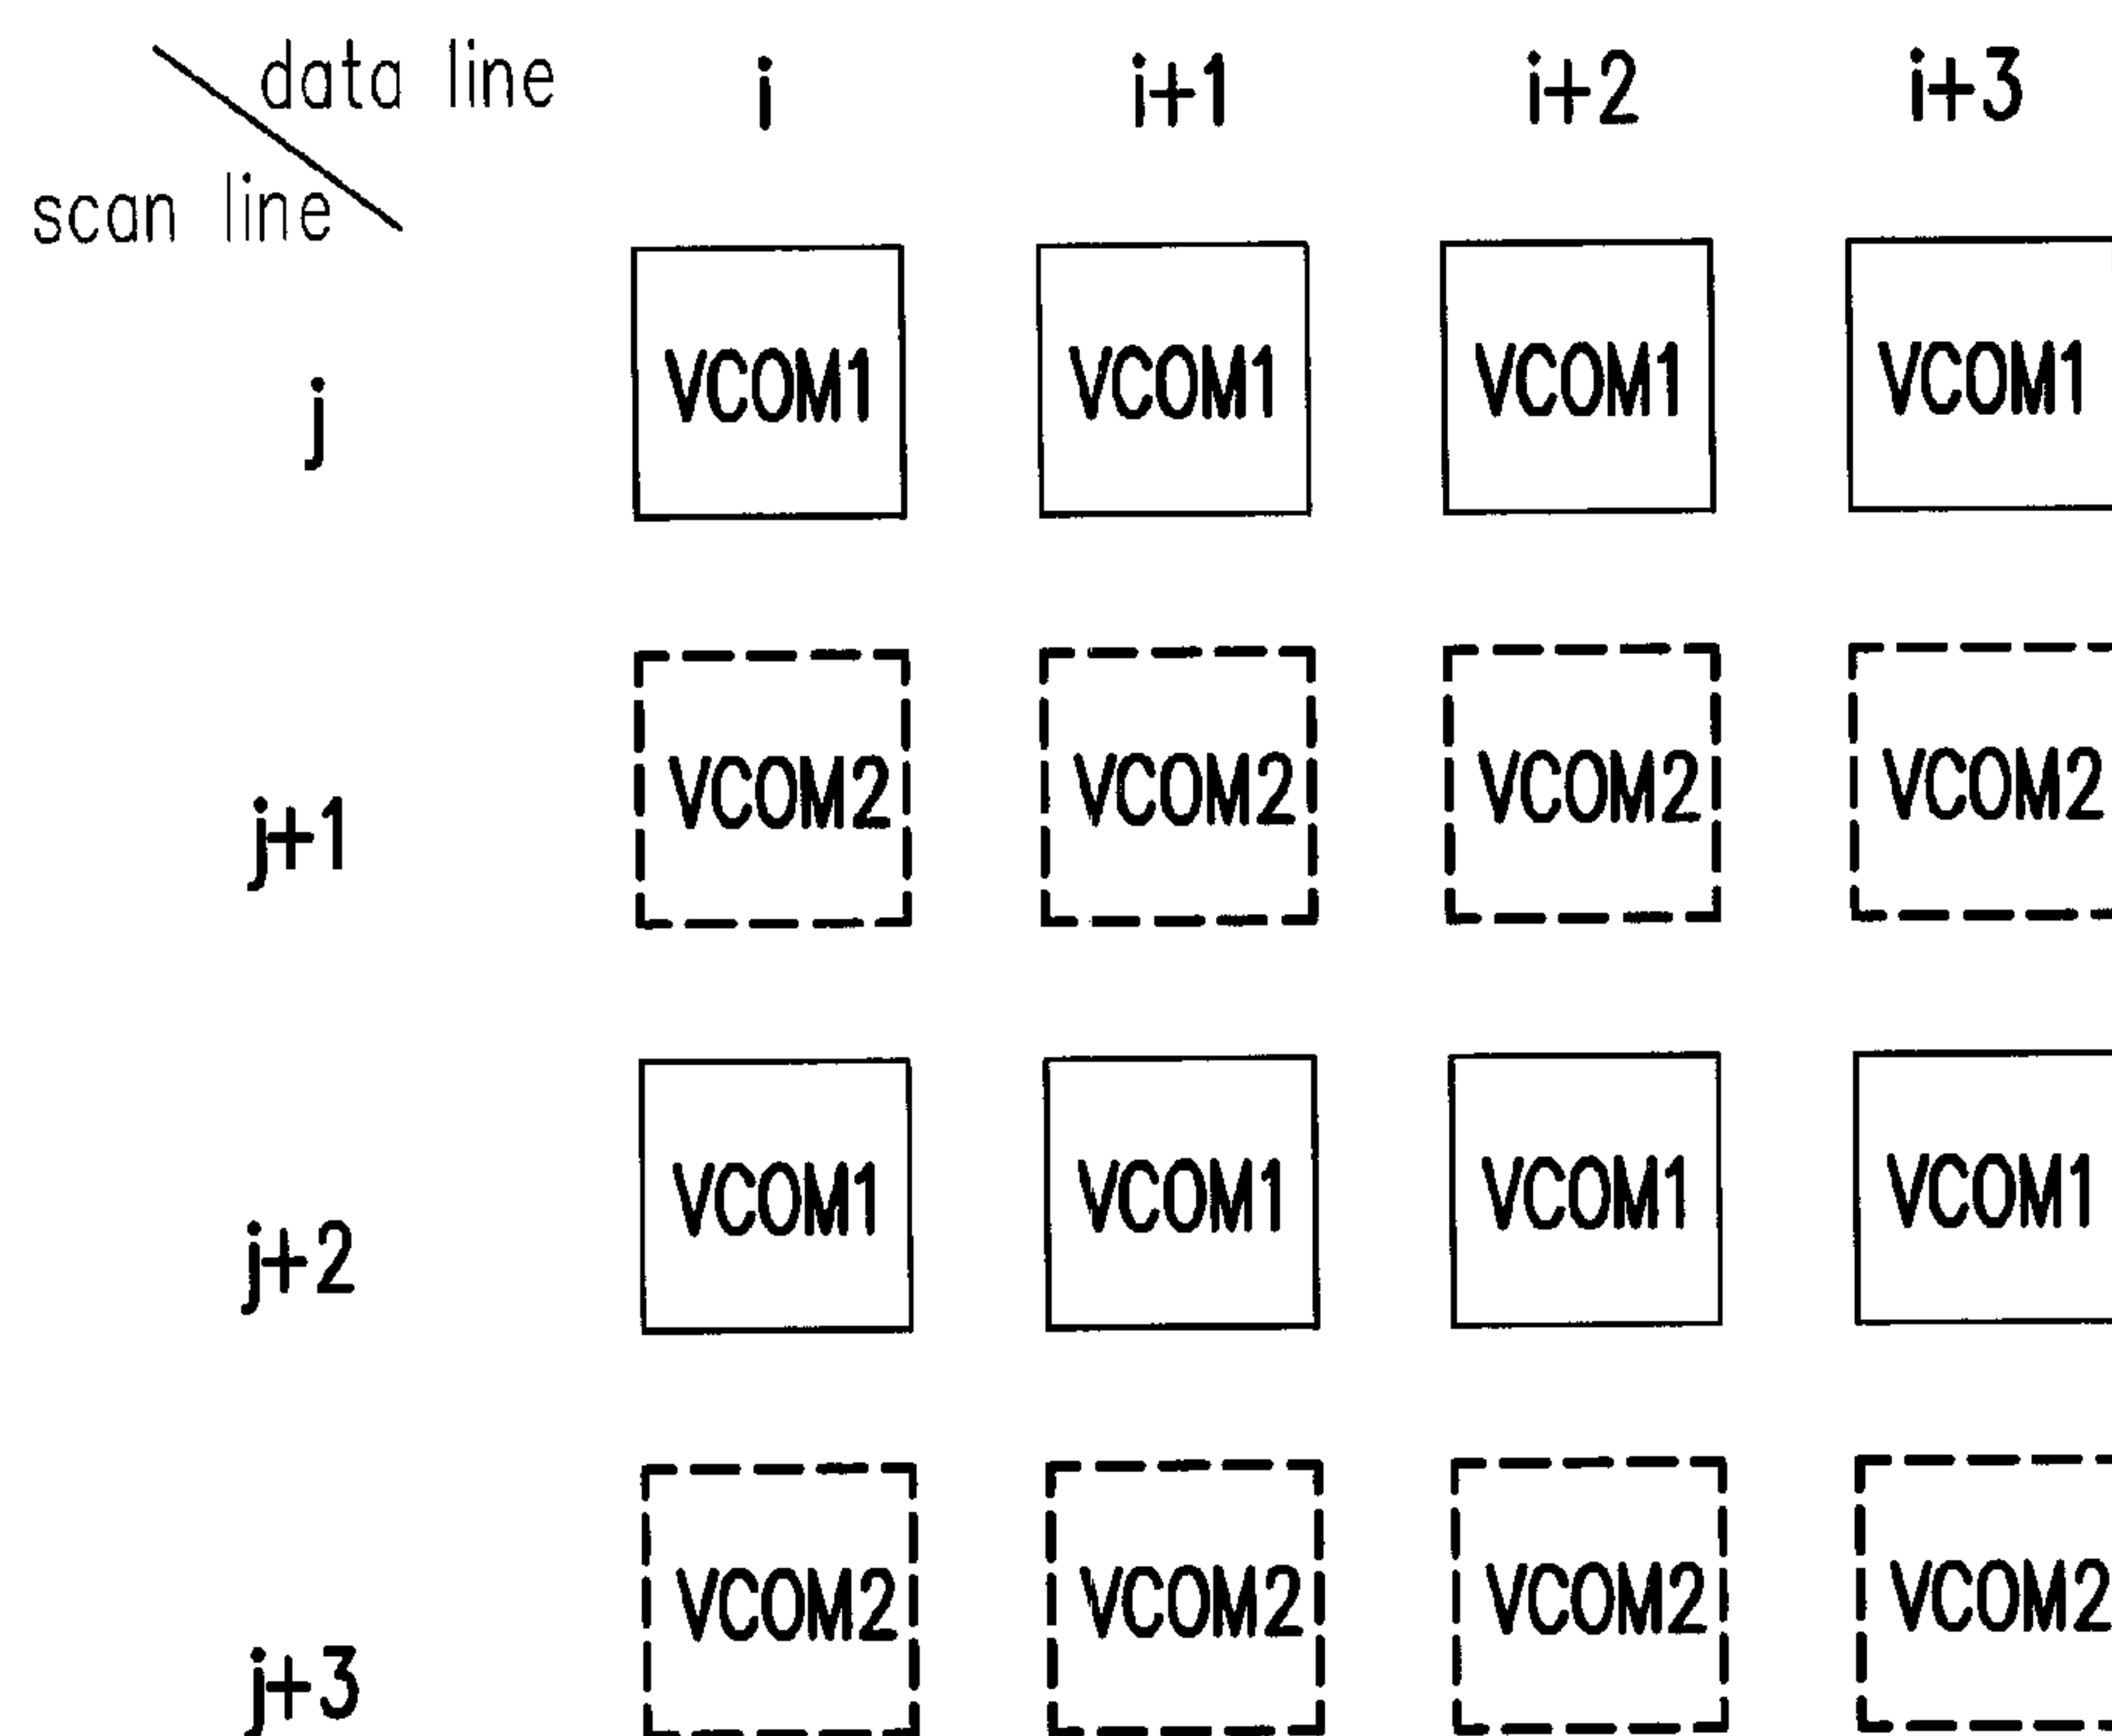 data line i i+1 i+2 i+3
scan line
j VCOM1 VCOM1 VCOM1 VCOM1
j+1 VCOM2 VCOM2 VCOM2 VCOM2
j+2 VCOM1 VCOM1 VCOM1 VCOM1
j+3 VCOM2 VCOM2 VCOM2 VCOM2